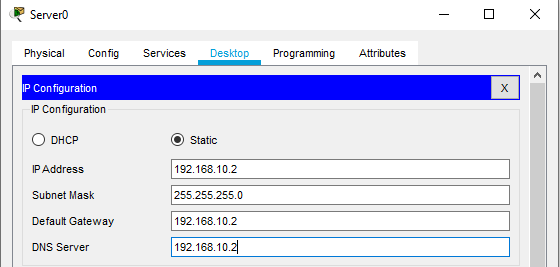 Server0
Physical Config Services Desktop Programming Attributes
IP Configuration X
IP Configuration
DHCP Static
IP Address 192.168.10.2
Subnet Mask 255.255.255.0
Default Gateway 192.168.10.2
DNS Server 192.168.10.2